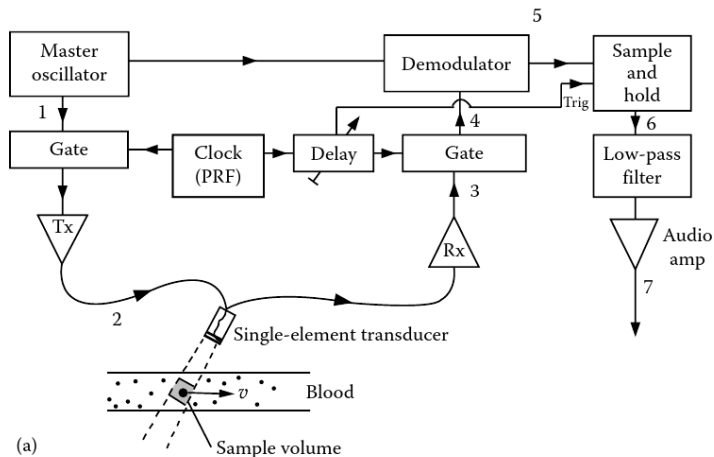 5
Master
oscillator
Demodulator
Sample
and
hold
1
Trig
4
6
Gate
Clock
(PRF)
Delay
Gate
Low-pass
filter
3
Tx
Rx
Audio
amp
7
2
Single-element transducer
v
Blood
(a)
Sample volume